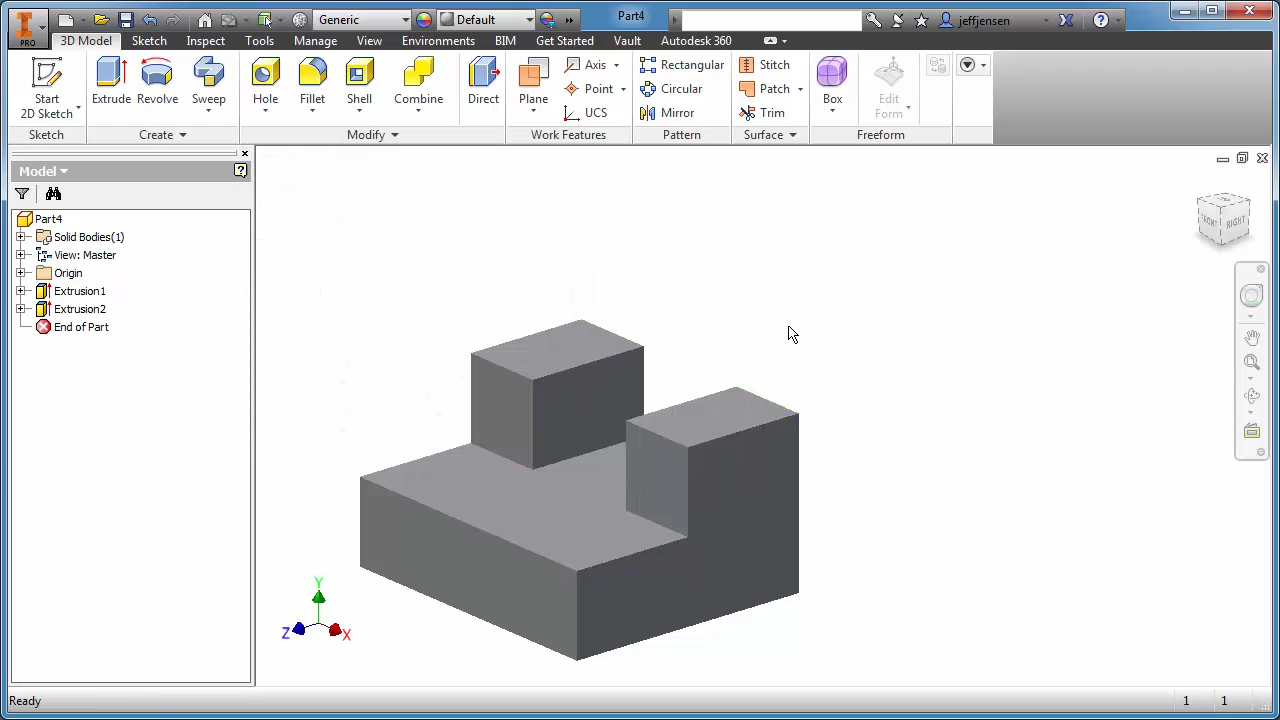 Generic
Default
Part4
jeffjensen
PRO
3D Model Sketch Inspect Tools Manage View Environments BIM Get Started Vault Autodesk 360
Start
2D Sketch
Extrude
Revolve
Sweep
Hole
Fillet
Shell
Combine
Direct
Plane
Axis
Point
UCS
Rectangular
Circular
Mirror
Stitch
Patch
Trim
Box
Edit
Form
Sketch
Create
Modify
Work Features
Pattern
Surface
Freeform
Model
Part4
Solid Bodies(1)
View: Master
Origin
Extrusion1
Extrusion2
End of Part
FRONT
RIGHT
Y
Z
X
Ready
1 1